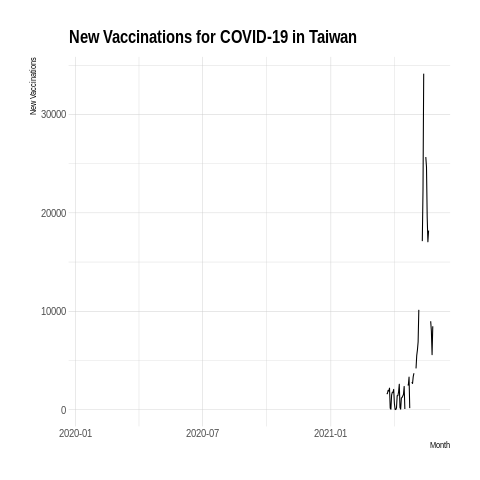 New Vaccinations for COVID-19 in Taiwan
New Vaccinations
30000
20000
10000
0
2020-01
2020-07
2021-01
Month